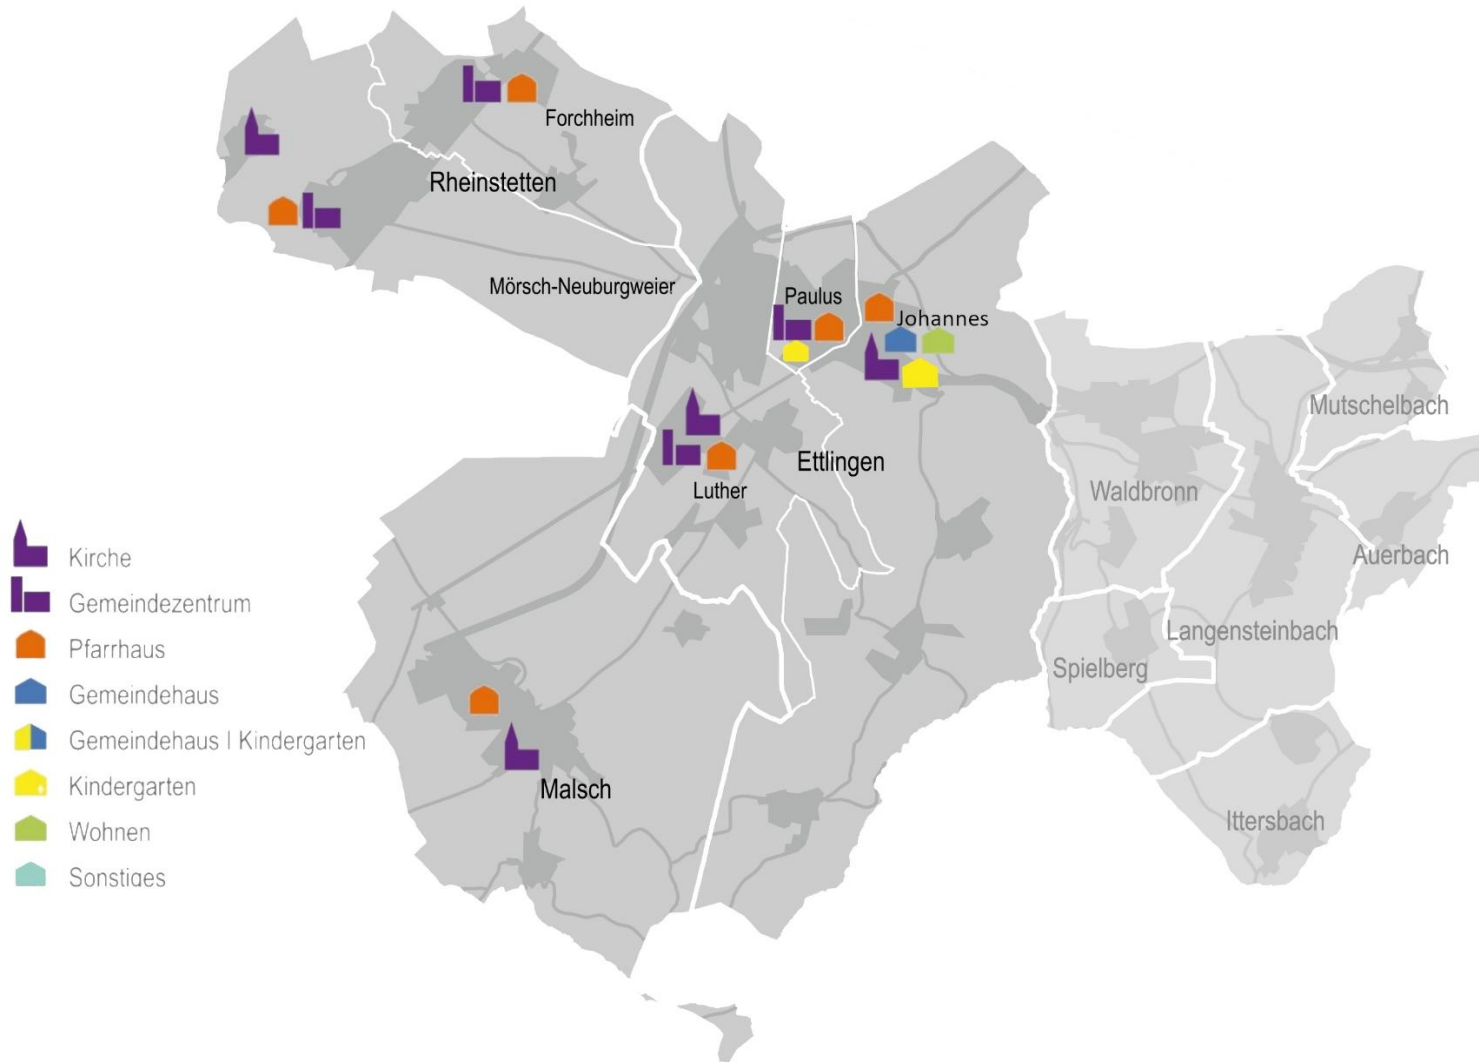 Forchheim
Rheinstetten
Mörsch-Neuburgweier
Paulus
Johannes
Mutschelbach
Ettlingen
Waldbronn
Luther
Auerbach
Langensteinbach
Spielberg
Malsch
Ittersbach
Kirche
Gemeindezentrum
Pfarrhaus
Gemeindehaus
Gemeindehaus | Kindergarten
Kindergarten
Wohnen
Sonstiges